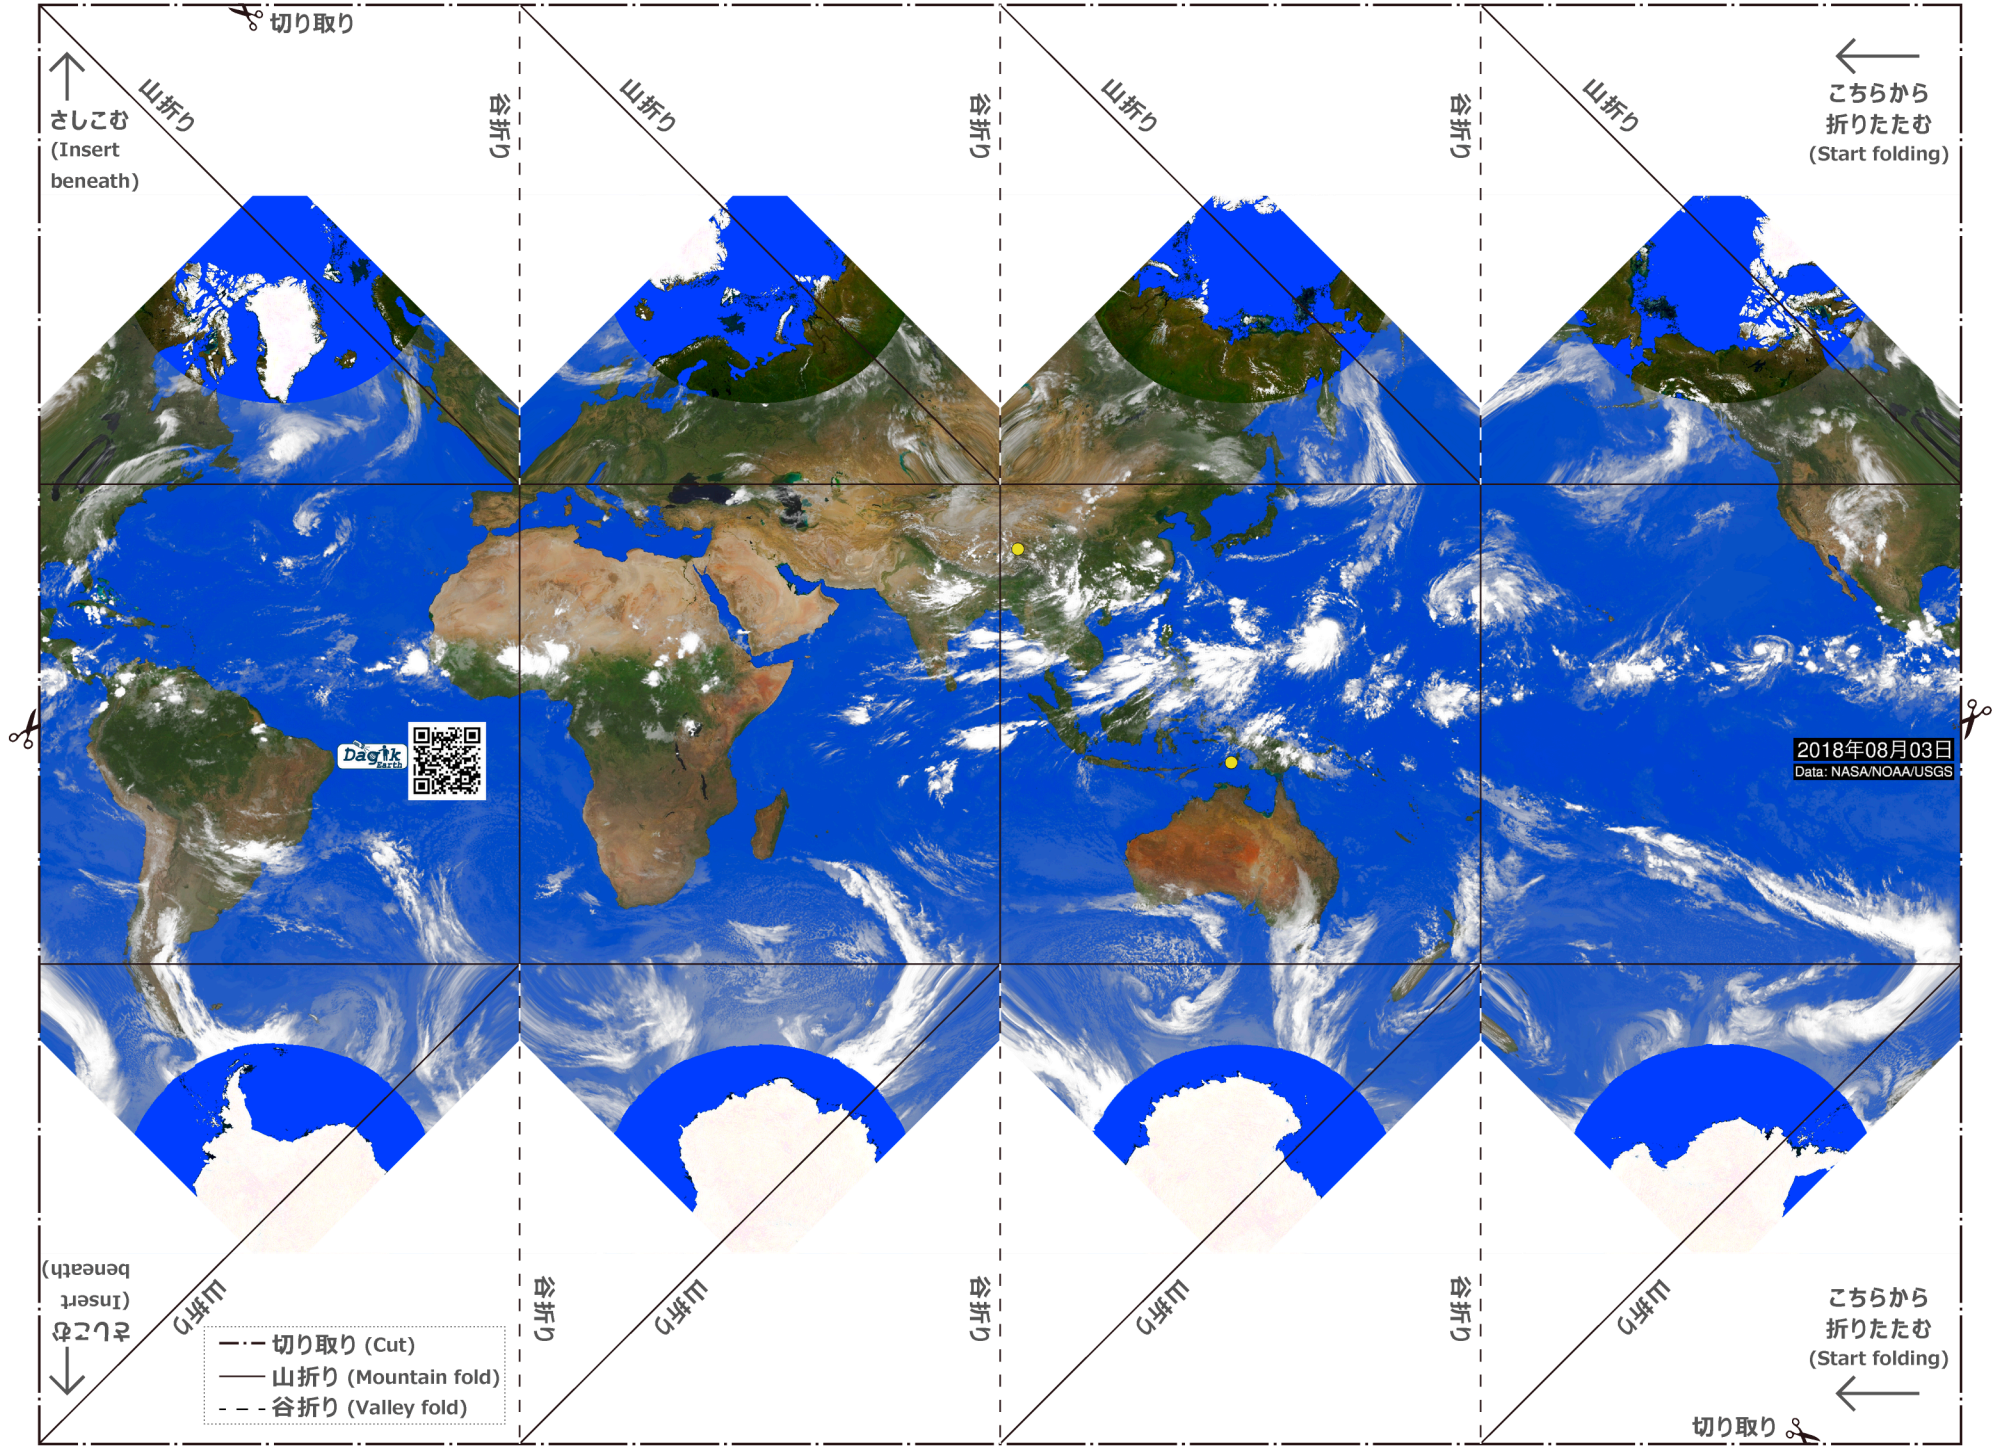 切り取り
さしこむ
(Insert
beneath)
山折り
谷折り
山折り
谷折り
山折り
谷折り
山折り
こちらから
折りたたむ
(Start folding)
Dagik
Earth
2018年08月03日
Data: NASA/NOAA/USGS
さしこむ
(Insert
beneath)
山折り
谷折り
山折り
谷折り
山折り
谷折り
山折り
こちらから
折りたたむ
(Start folding)
切り取り (Cut)
山折り (Mountain fold)
谷折り (Valley fold)
切り取り